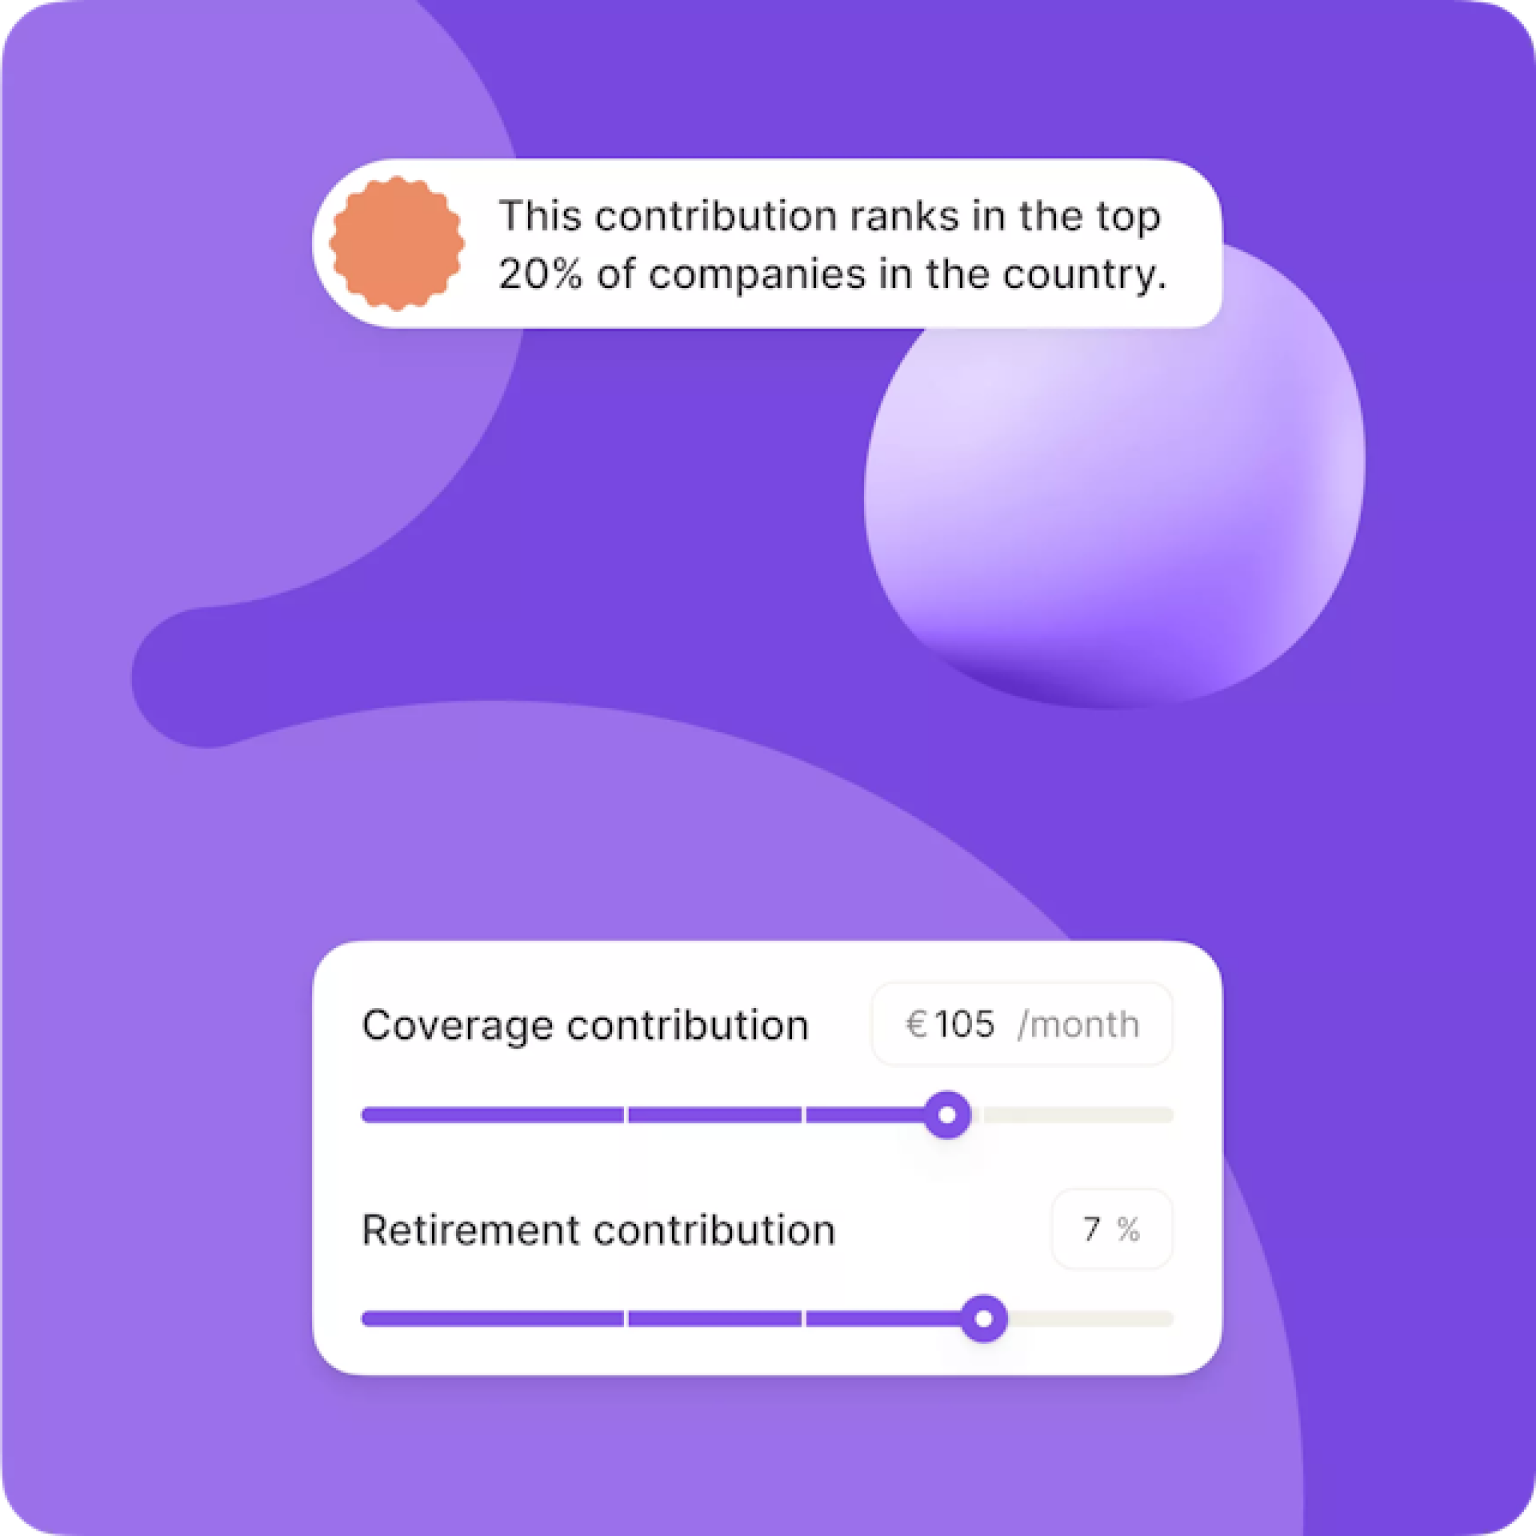 This contribution ranks in the top
20% of companies in the country.
Coverage contribution €105 /month
Retirement contribution 7 %